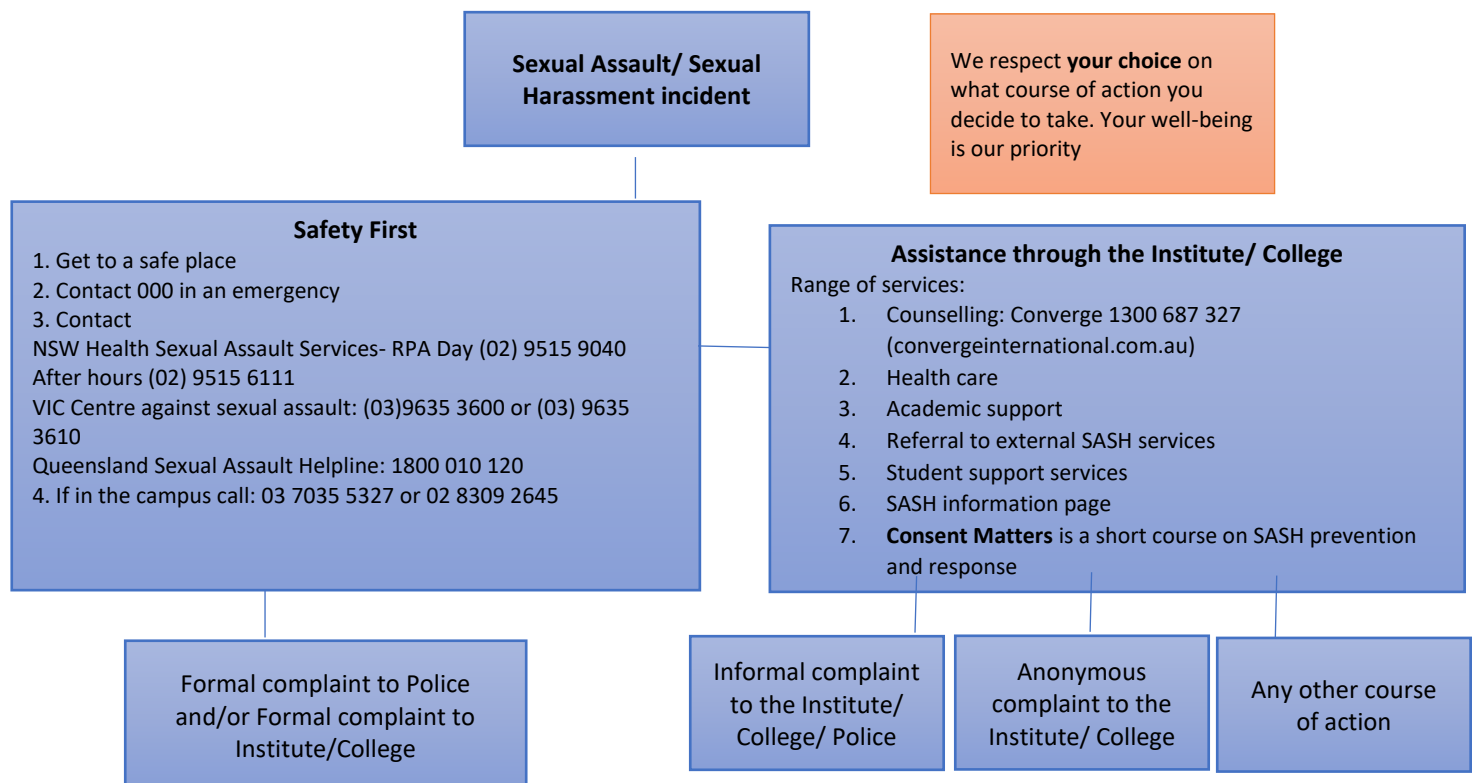 Sexual Assault/ Sexual
Harassment incident
We respect your choice on
what course of action you
decide to take. Your well-being
is our priority
Safety First
1. Get to a safe place
2. Contact 000 in an emergency
3. Contact
NSW Health Sexual Assault Services- RPA Day (02) 9515 9040
After hours (02) 9515 6111
VIC Centre against sexual assault: (03)9635 3600 or (03) 9635
3610
Queensland Sexual Assault Helpline: 1800 010 120
4. If in the campus call: 03 7035 5327 or 02 8309 2645
Assistance through the Institute/ College
Range of services:
1. Counselling: Converge 1300 687 327
(convergeinternational.com.au)
2. Health care
3. Academic support
4. Referral to external SASH services
5. Student support services
6. SASH information page
7. Consent Matters is a short course on SASH prevention
and response
Formal complaint to Police
and/or Formal complaint to
Institute/College
Informal complaint
to the Institute/
College/ Police
Anonymous
complaint to the
Institute/ College
Any other course
of action